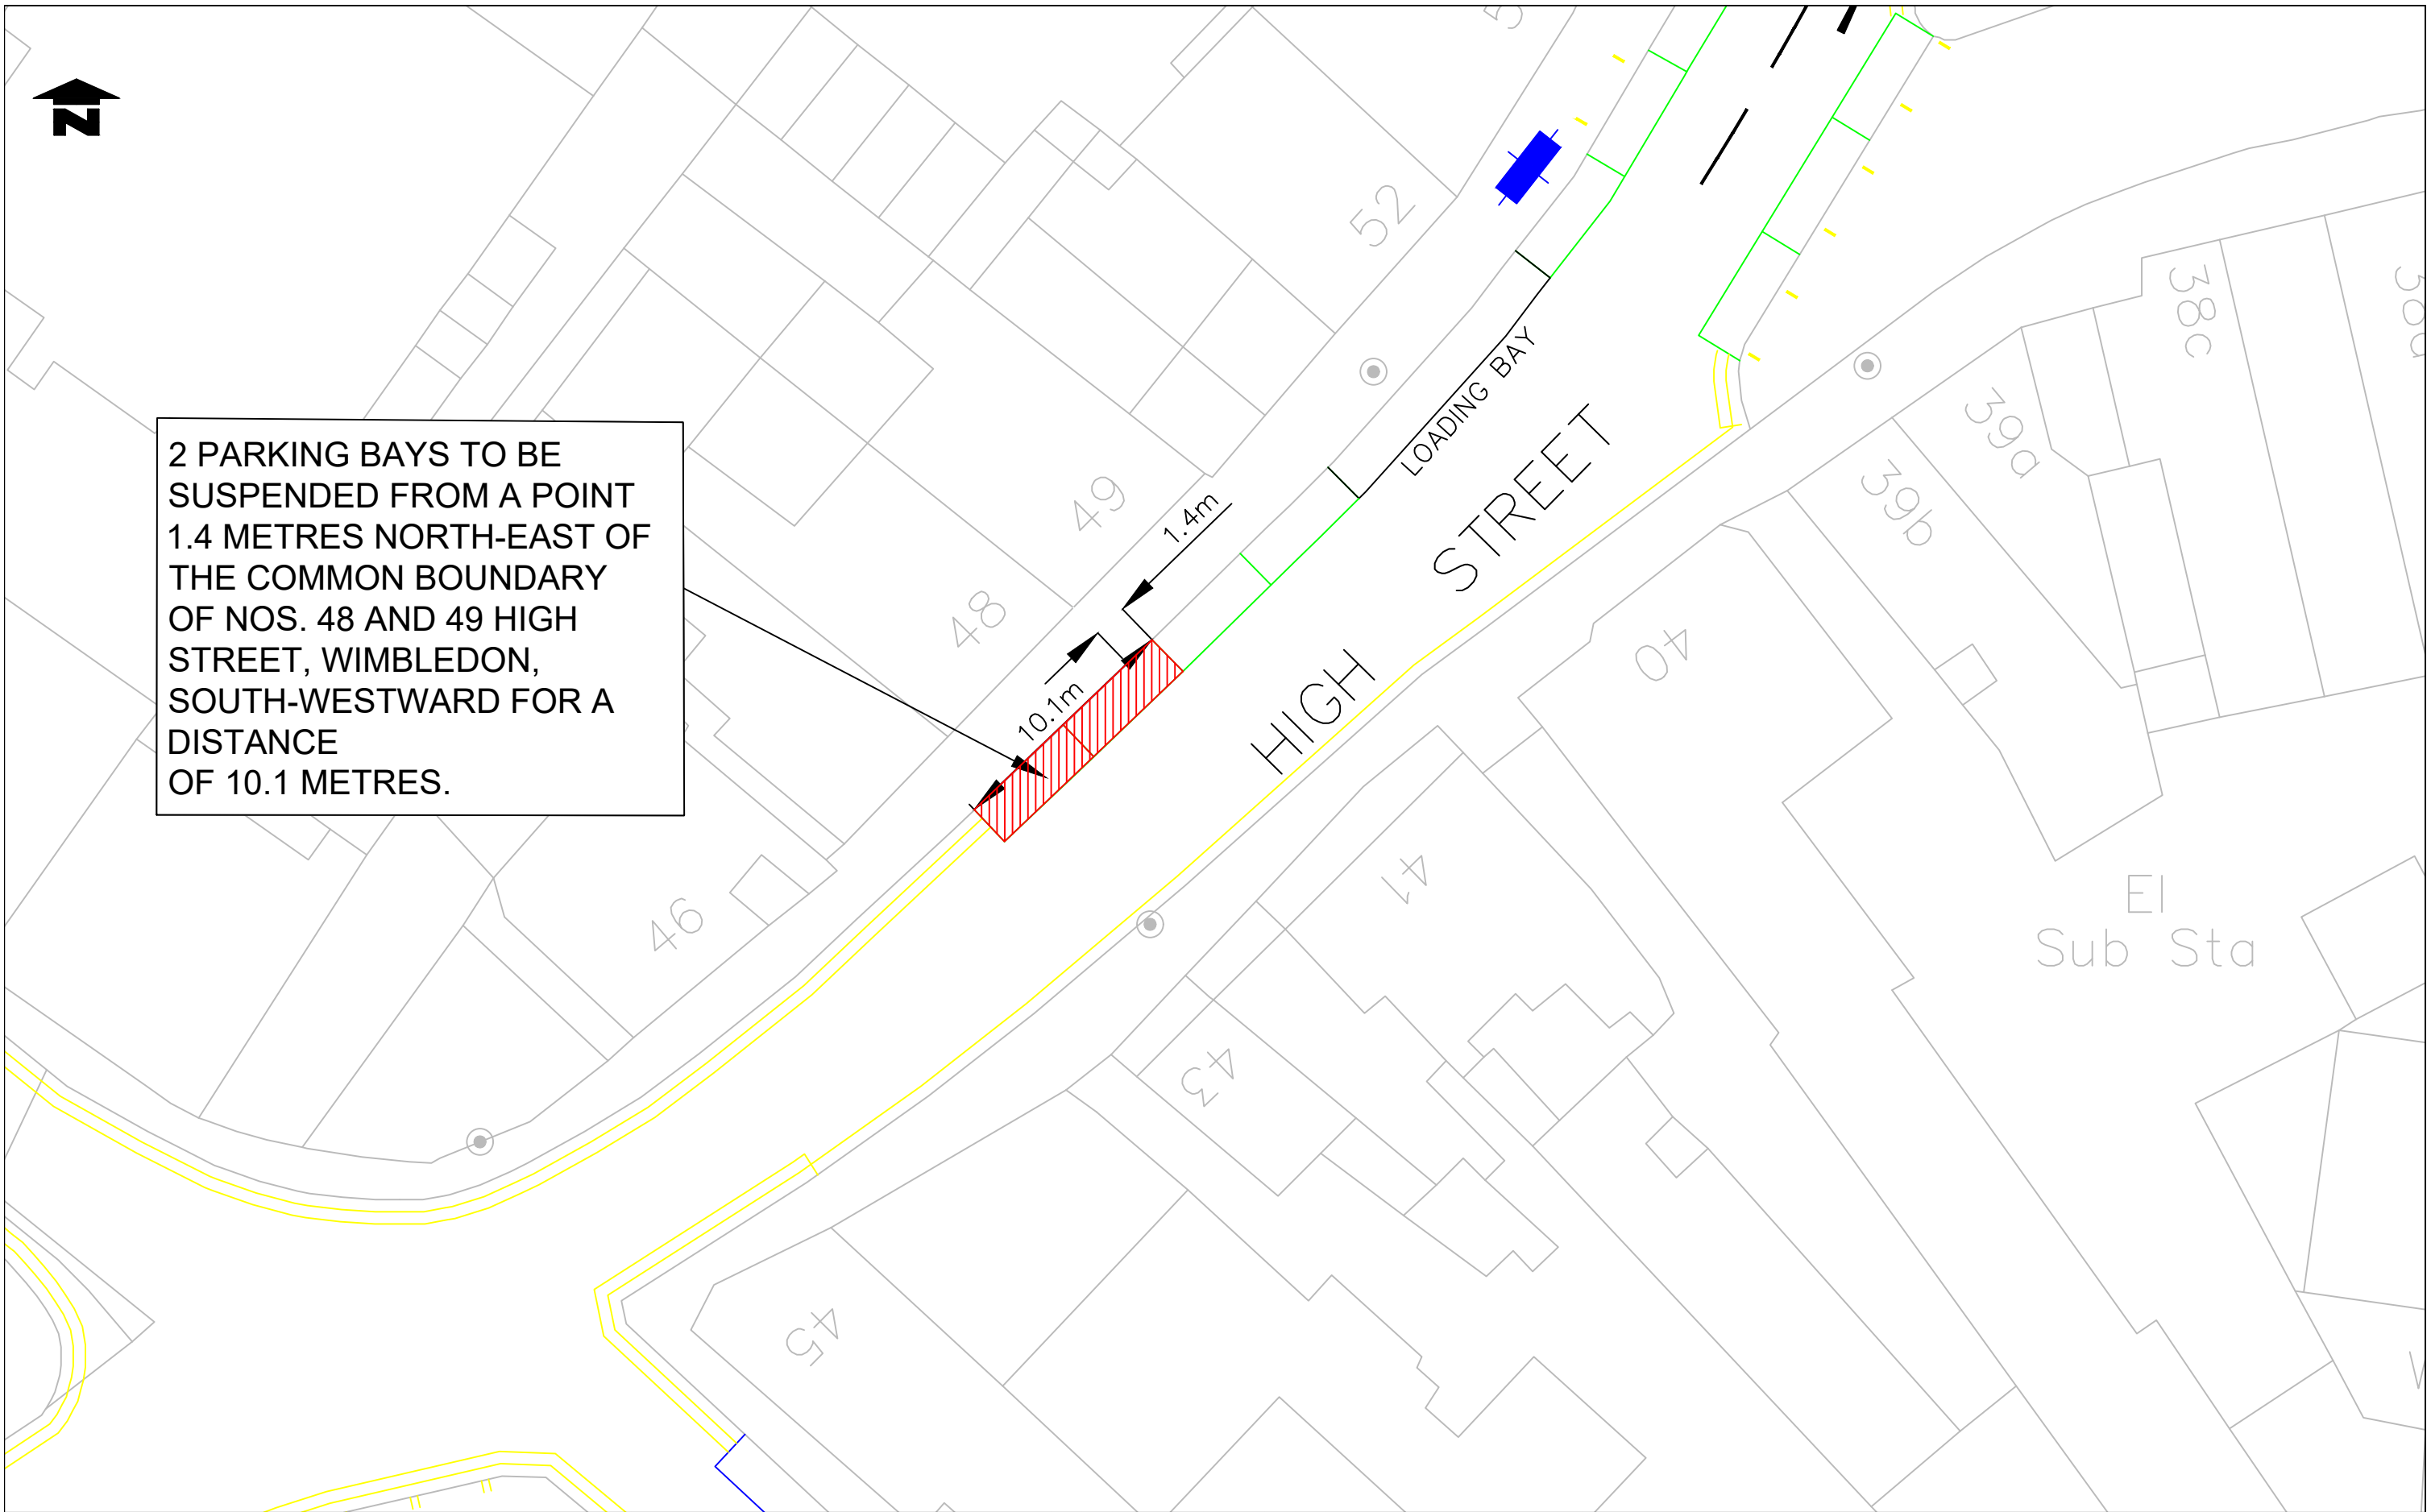 N
52
38c
39a
39b
49
1.4m
LOADING BAY
STREET
2 PARKING BAYS TO BE
SUSPENDED FROM A POINT
1.4 METRES NORTH-EAST OF
THE COMMON BOUNDARY
OF NOS. 48 AND 49 HIGH
STREET, WIMBLEDON,
SOUTH-WESTWARD FOR A
DISTANCE
OF 10.1 METRES.
48
10.1m
HIGH
40
46
41
El
Sub Sta
43
45